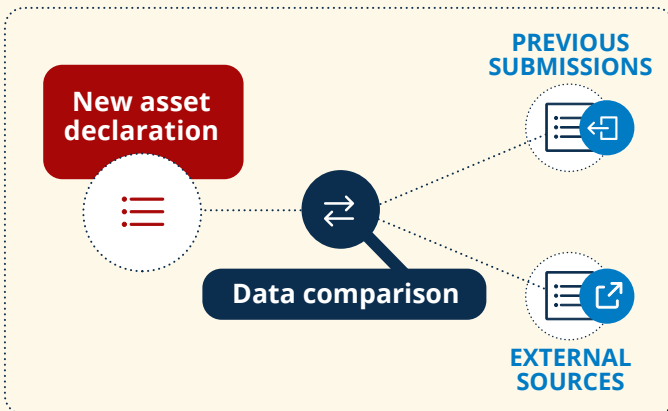 PREVIOUS
SUBMISSIONS
New asset
declaration
Data comparison
EXTERNAL
SOURCES